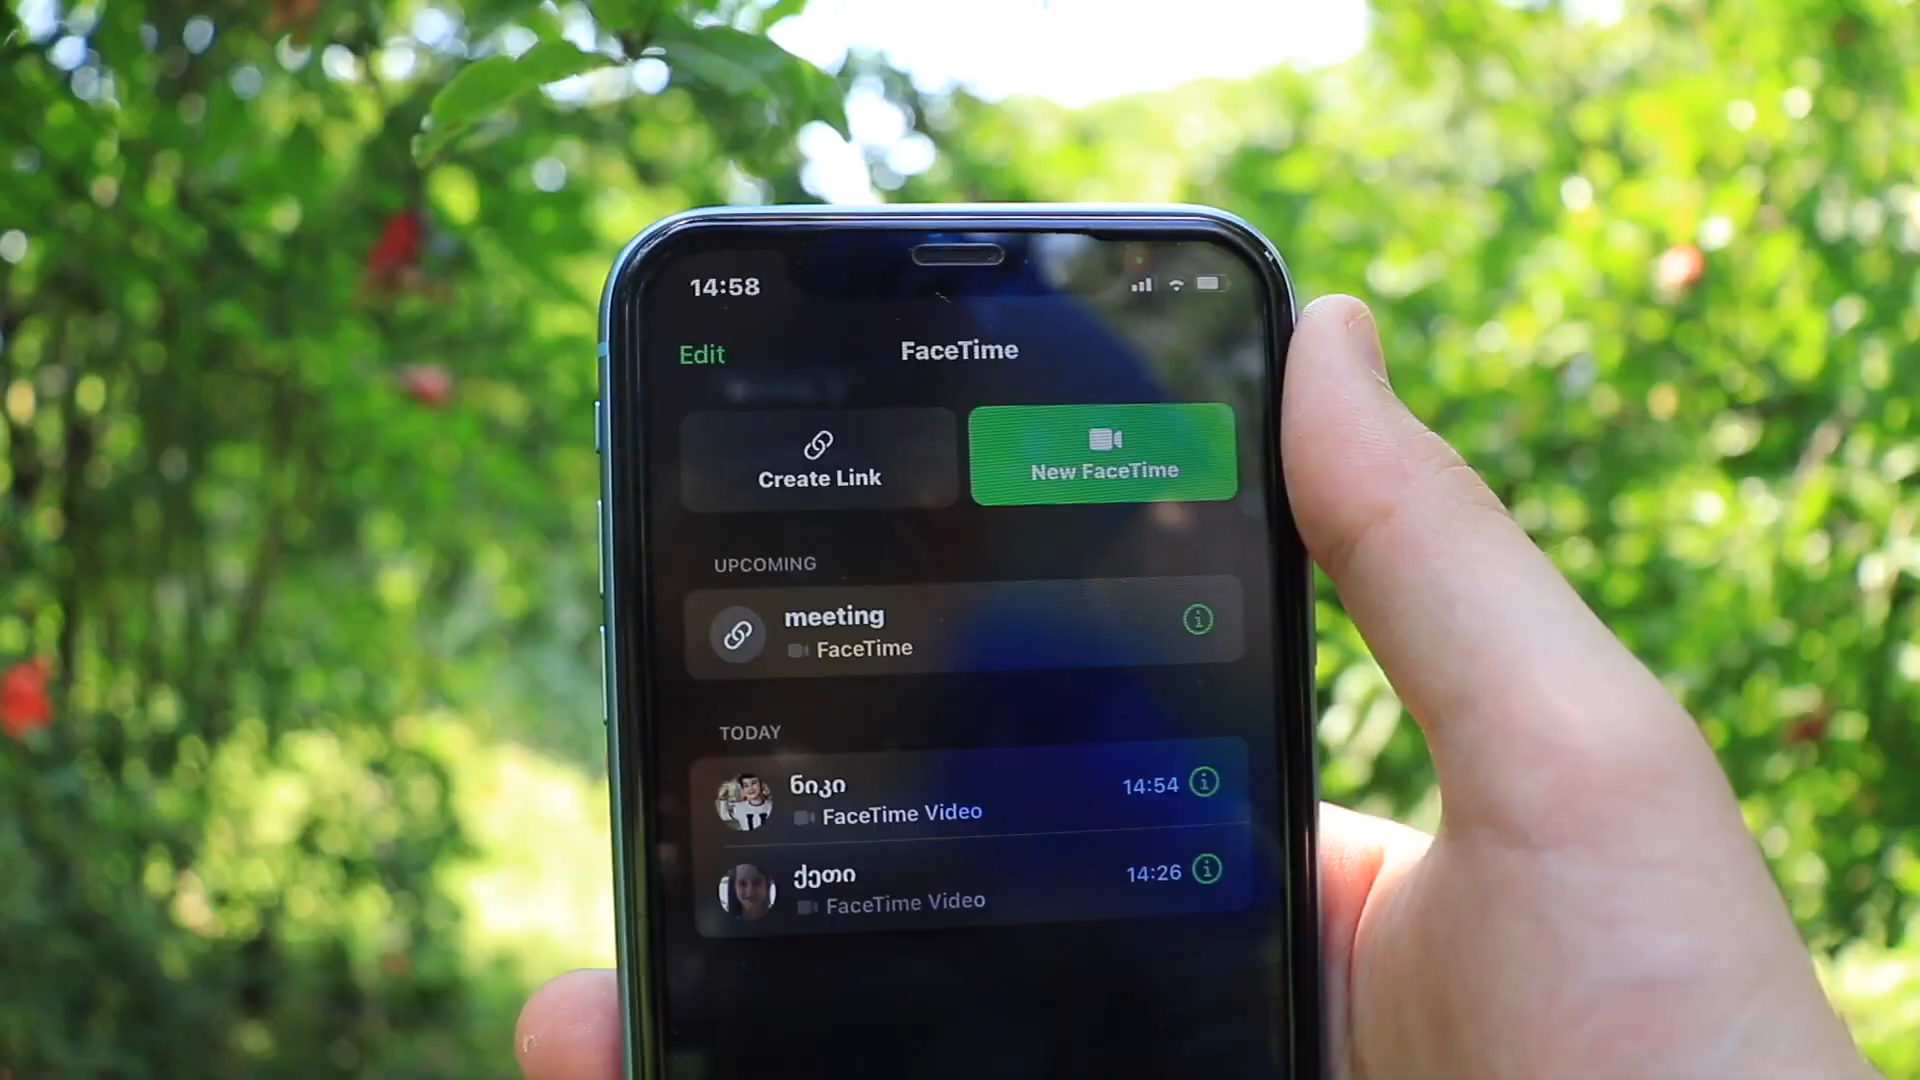 14:58
Edit
FaceTime
Create Link
New FaceTime
UPCOMING
meeting
FaceTime
TODAY
ნიკი
14:54
FaceTime Video
ქეთი
14:26
FaceTime Video